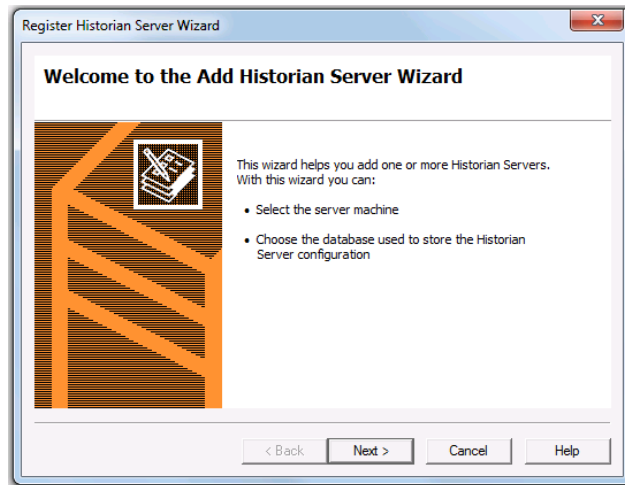 Register Historian Server Wizard
Welcome to the Add Historian Server Wizard
This wizard helps you add one or more Historian Servers.
With this wizard you can:
• Select the server machine
• Choose the database used to store the Historian
Server configuration
< Back Next > Cancel Help